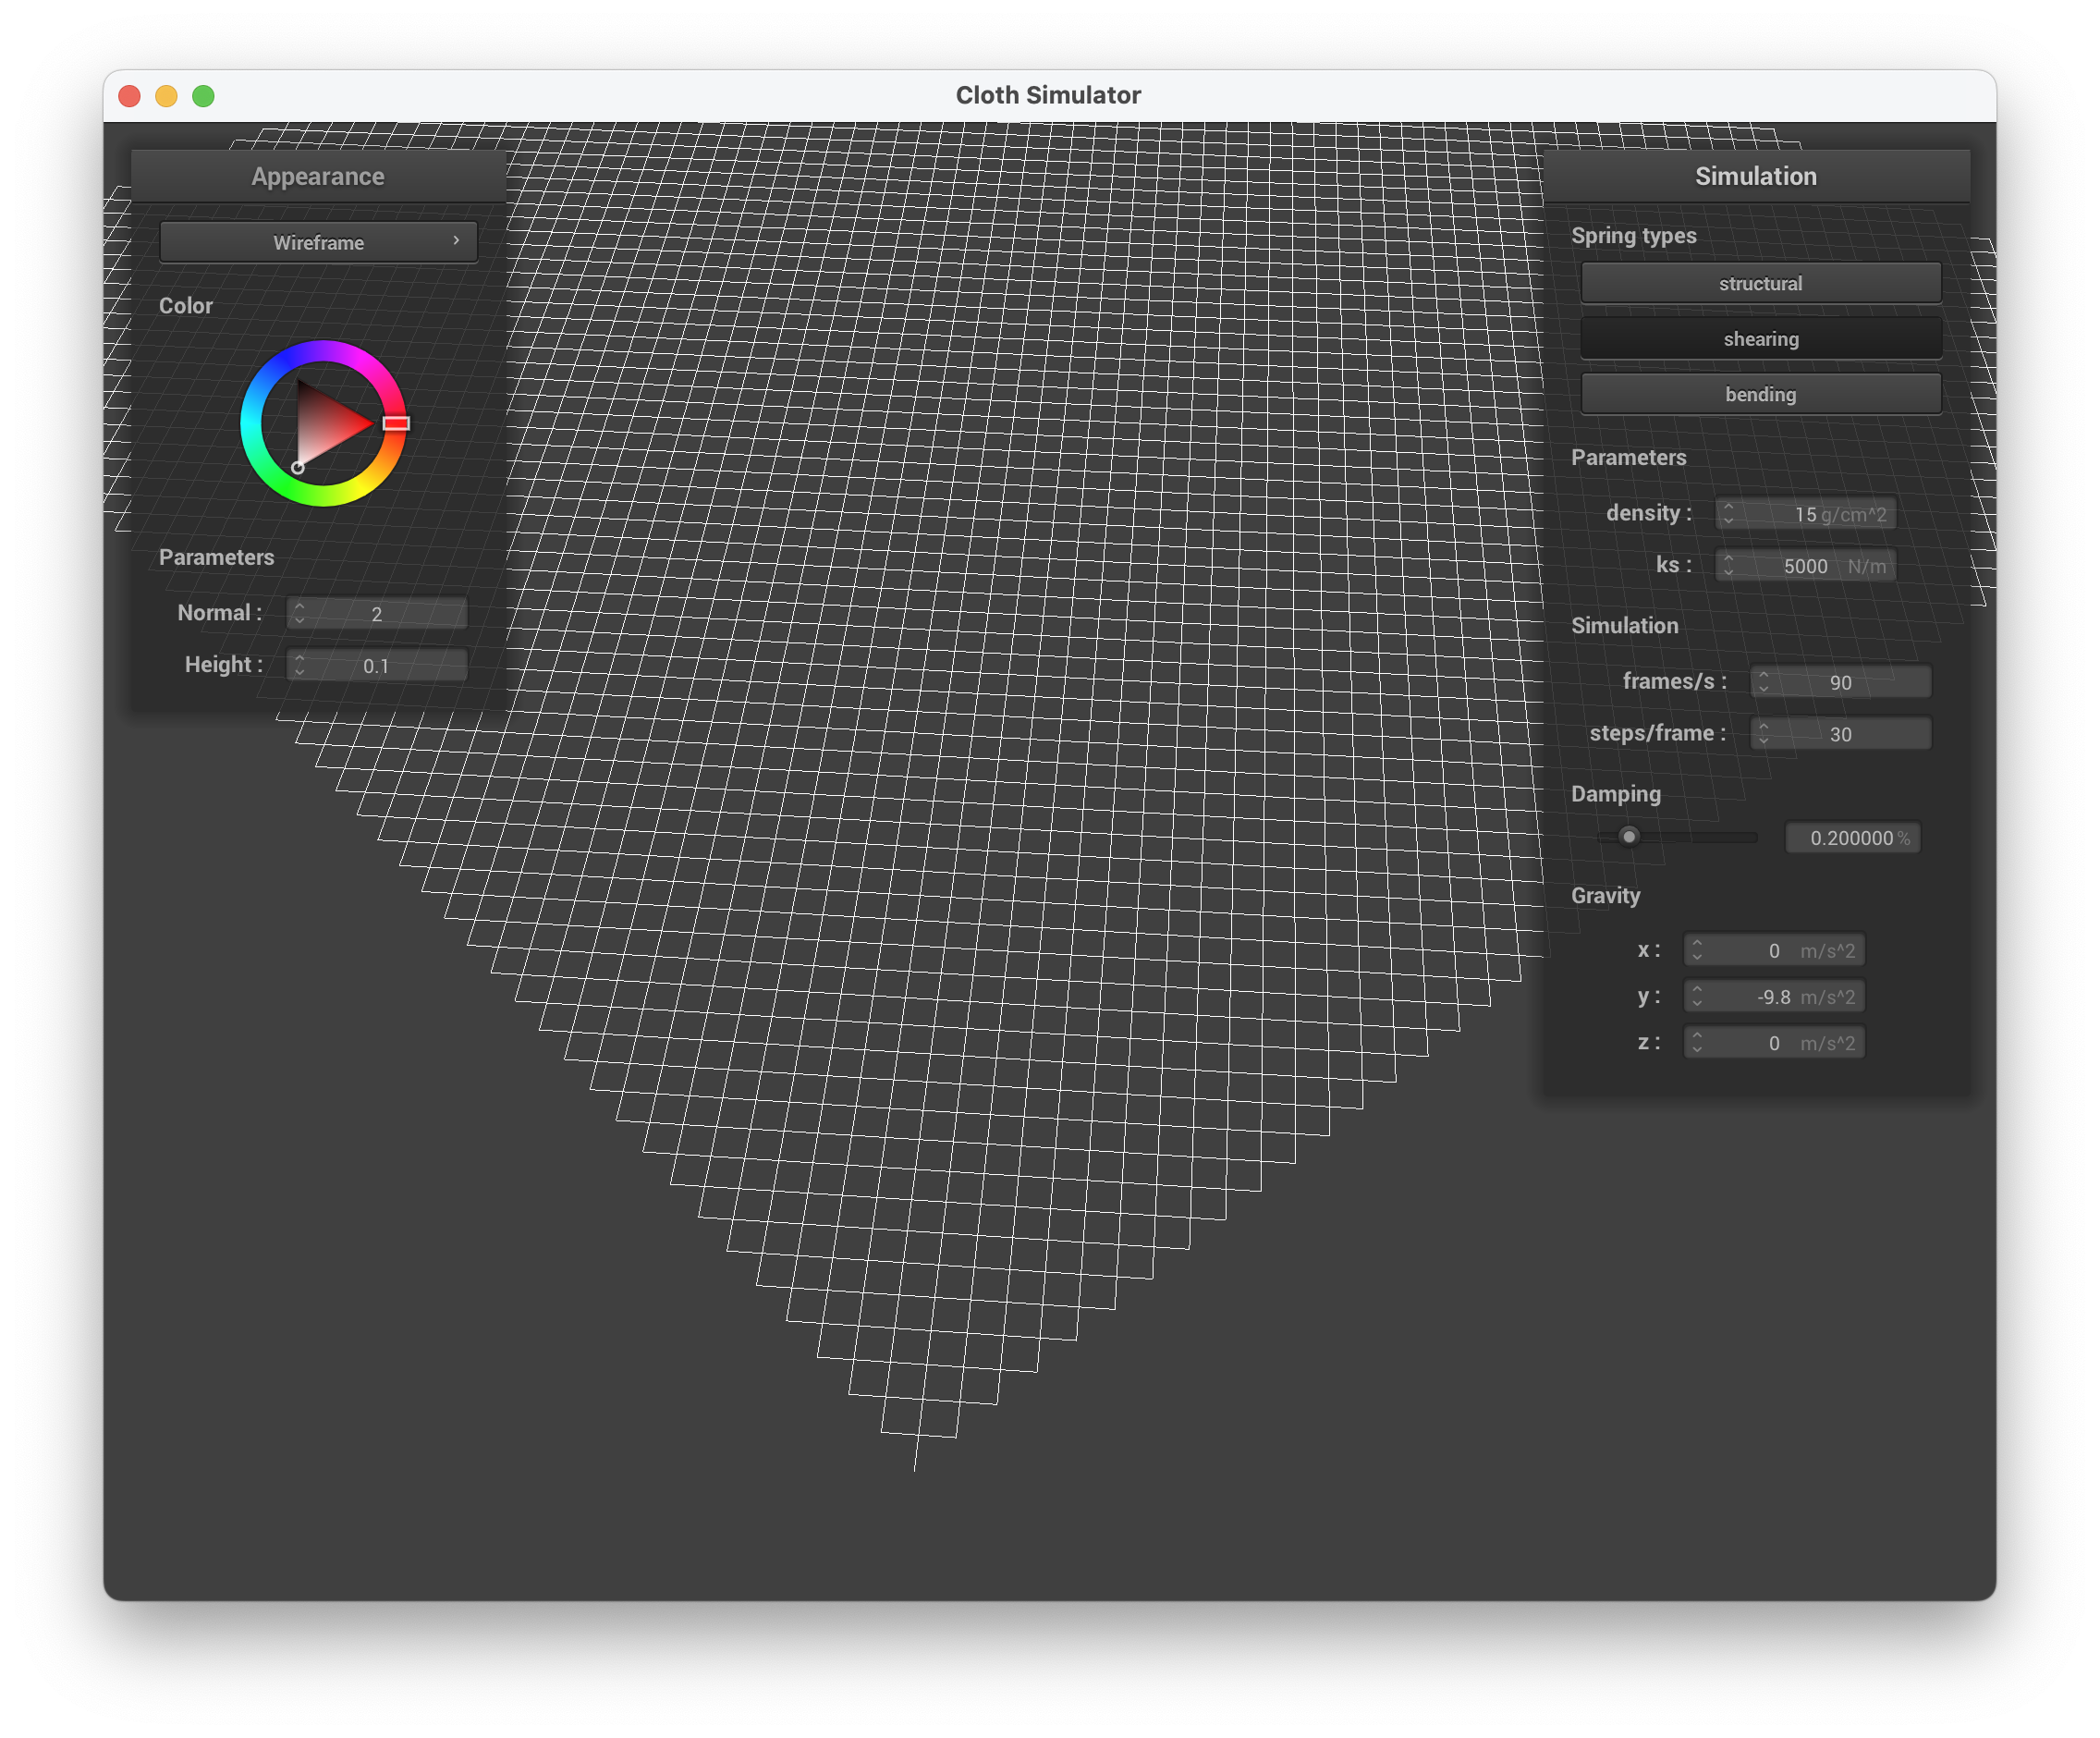 Cloth Simulator
Appearance
Wireframe
Color
Parameters
Normal : 2
Height : 0.1
Simulation
Spring types
structural
shearing
bending
Parameters
density : 15 g/cm^2
ks : 5000 N/m
Simulation
frames/s : 90
steps/frame : 30
Damping
0.200000 %
Gravity
x : 0 m/s^2
y : -9.8 m/s^2
z : 0 m/s^2